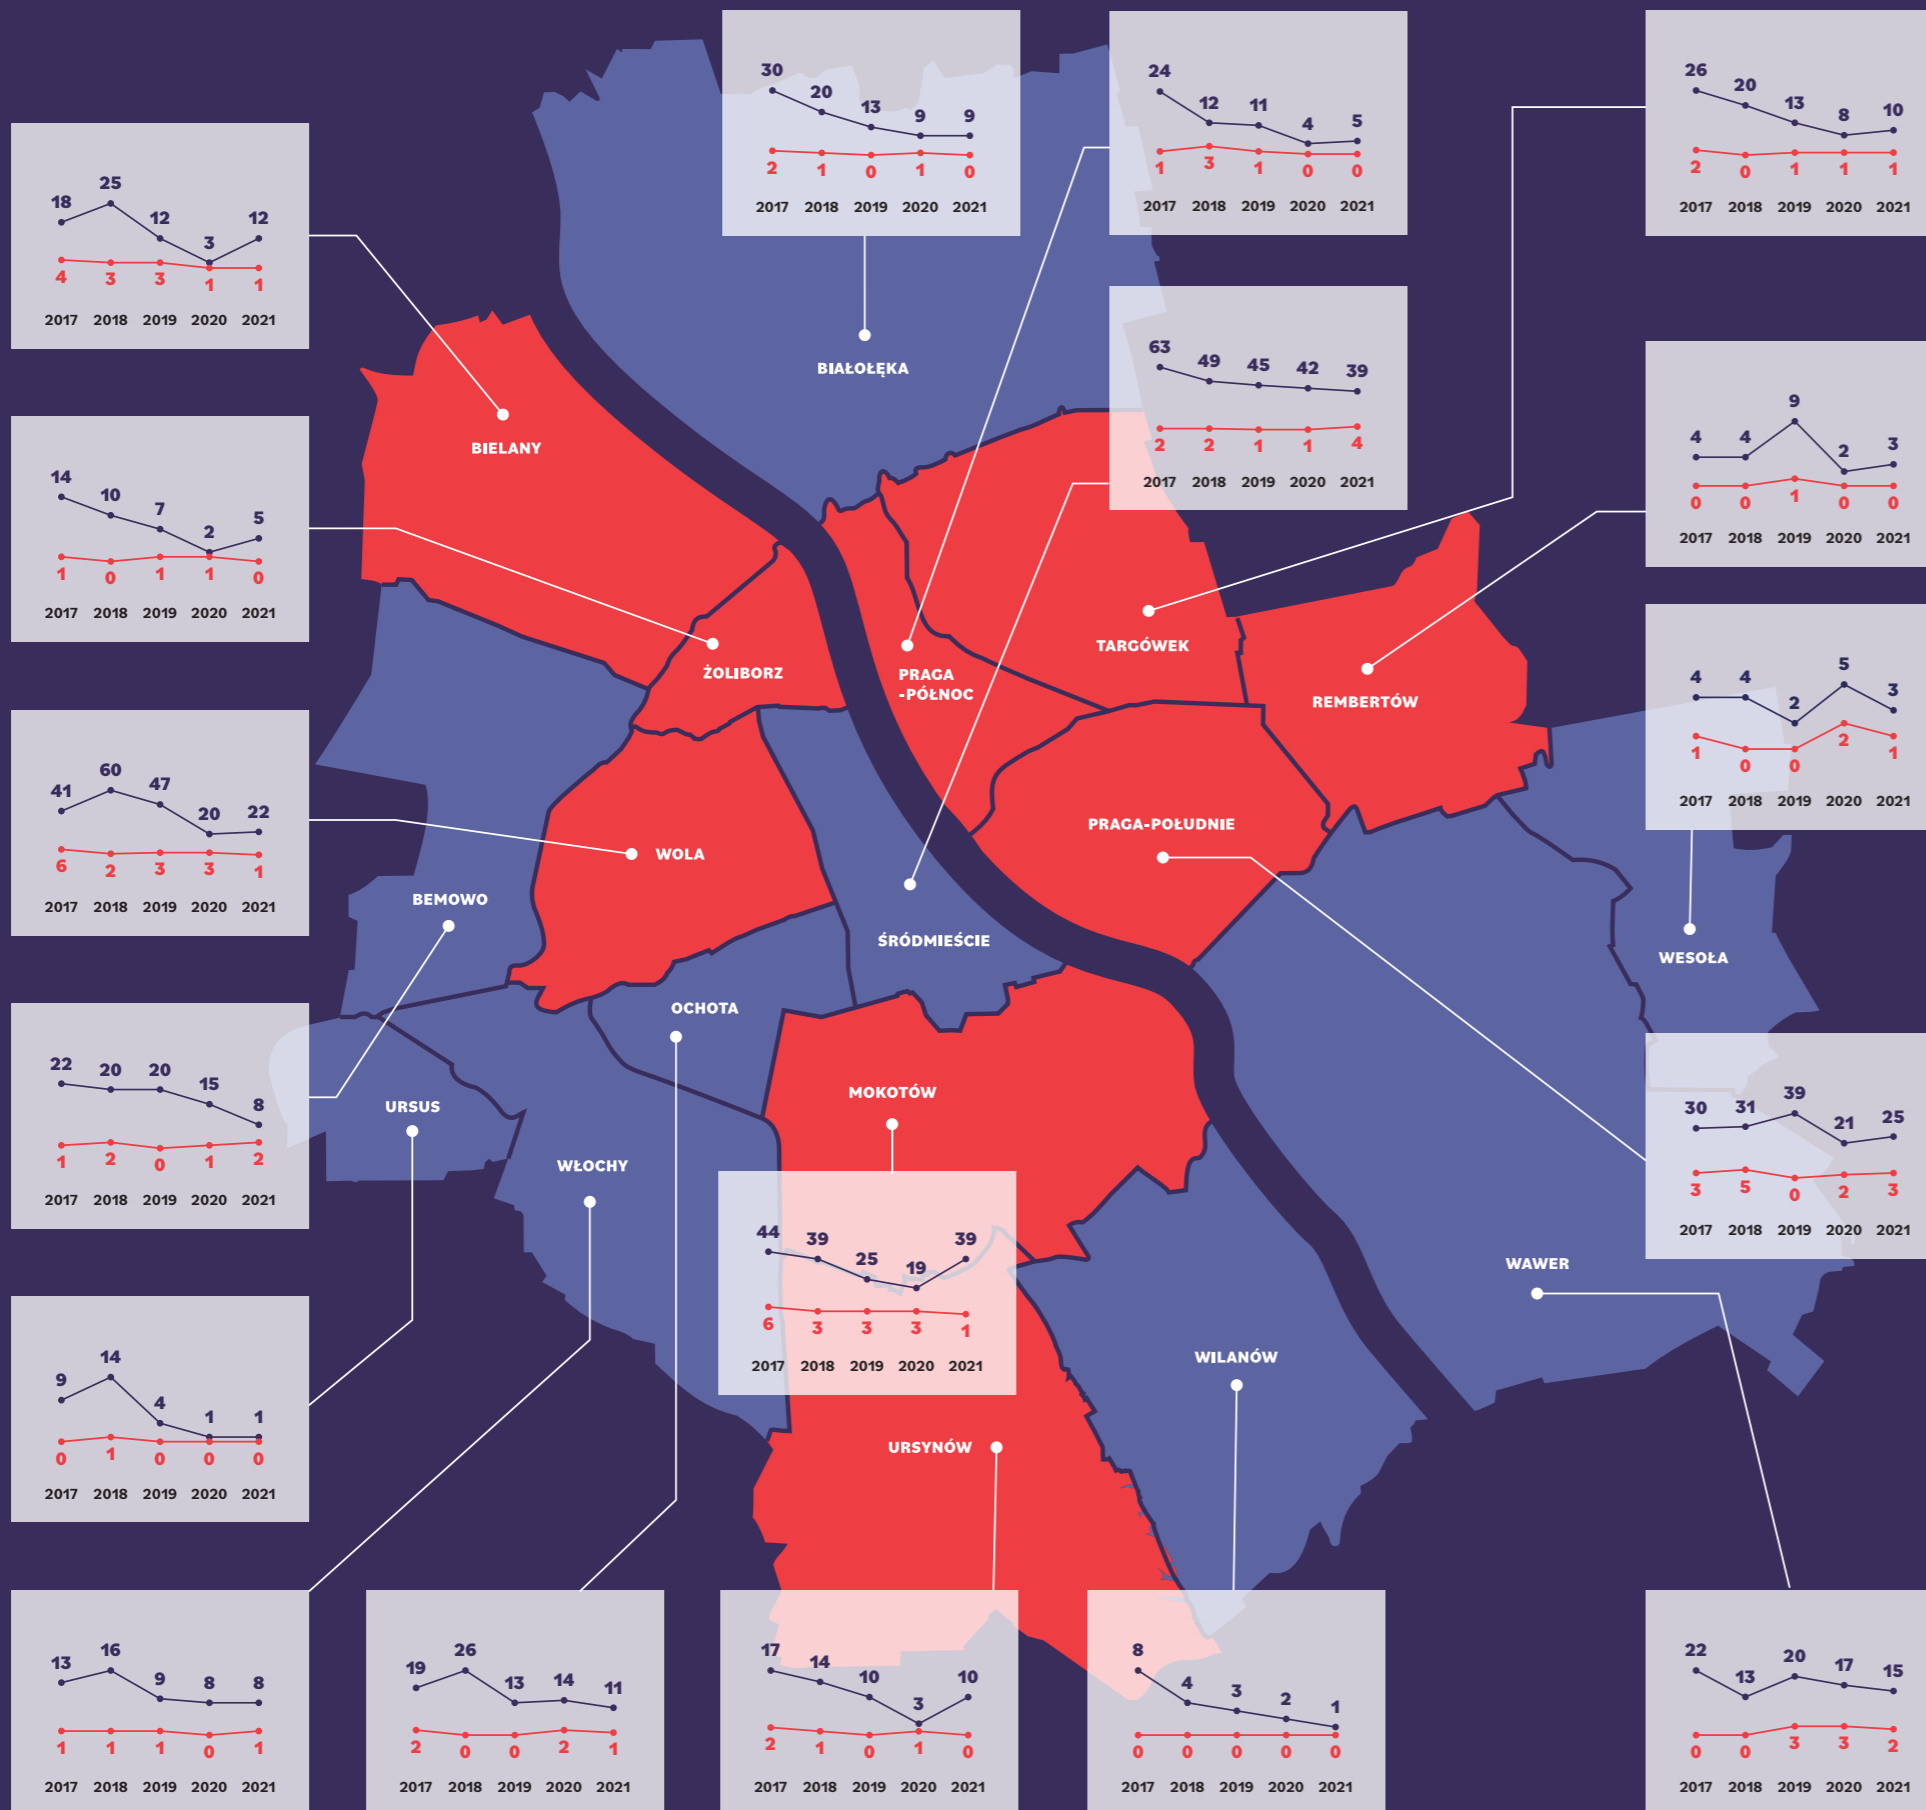 30 20 13 9 9
2 1 0 1 0
2017 2018 2019 2020 2021
24 12 11 4 5
1 3 1 0 0
2017 2018 2019 2020 2021
26 20 13 8 10
2 0 1 1 1
2017 2018 2019 2020 2021
18 25 12 3 12
4 3 3 1 1
2017 2018 2019 2020 2021
63 49 45 42 39
2 2 1 1 4
2017 2018 2019 2020 2021
BIAŁOŁĘKA
BIELANY
4 4 9 2 3
0 0 1 0 0
2017 2018 2019 2020 2021
14 10 7 2 5
1 0 1 1 0
2017 2018 2019 2020 2021
ŻOLIBORZ
PRAGA
-PÓŁNOC
TARGÓWEK
REMBERTÓW
4 4 2 5 3
1 0 0 2 1
2017 2018 2019 2020 2021
41 60 47 20 22
6 2 3 3 1
2017 2018 2019 2020 2021
WOLA
PRAGA-POŁUDNIE
BEMOWO
ŚRÓDMIEŚCIE
WESOŁA
OCHOTA
22 20 20 15 8
1 2 0 1 2
2017 2018 2019 2020 2021
URSUS
MOKOTÓW
30 31 39 21 25
3 5 0 2 3
2017 2018 2019 2020 2021
WŁOCHY
44 39 25 19 39
6 3 3 3 1
2017 2018 2019 2020 2021
WAWER
WILANÓW
9 14 4 1 1
0 1 0 0 0
2017 2018 2019 2020 2021
URSYNÓW
13 16 9 8 8
1 1 1 0 1
2017 2018 2019 2020 2021
19 26 13 14 11
2 0 0 2 1
2017 2018 2019 2020 2021
17 14 10 3 10
2 1 0 1 0
2017 2018 2019 2020 2021
8 4 3 2 1
0 0 0 0 0
2017 2018 2019 2020 2021
22 13 20 17 15
0 0 3 3 2
2017 2018 2019 2020 2021